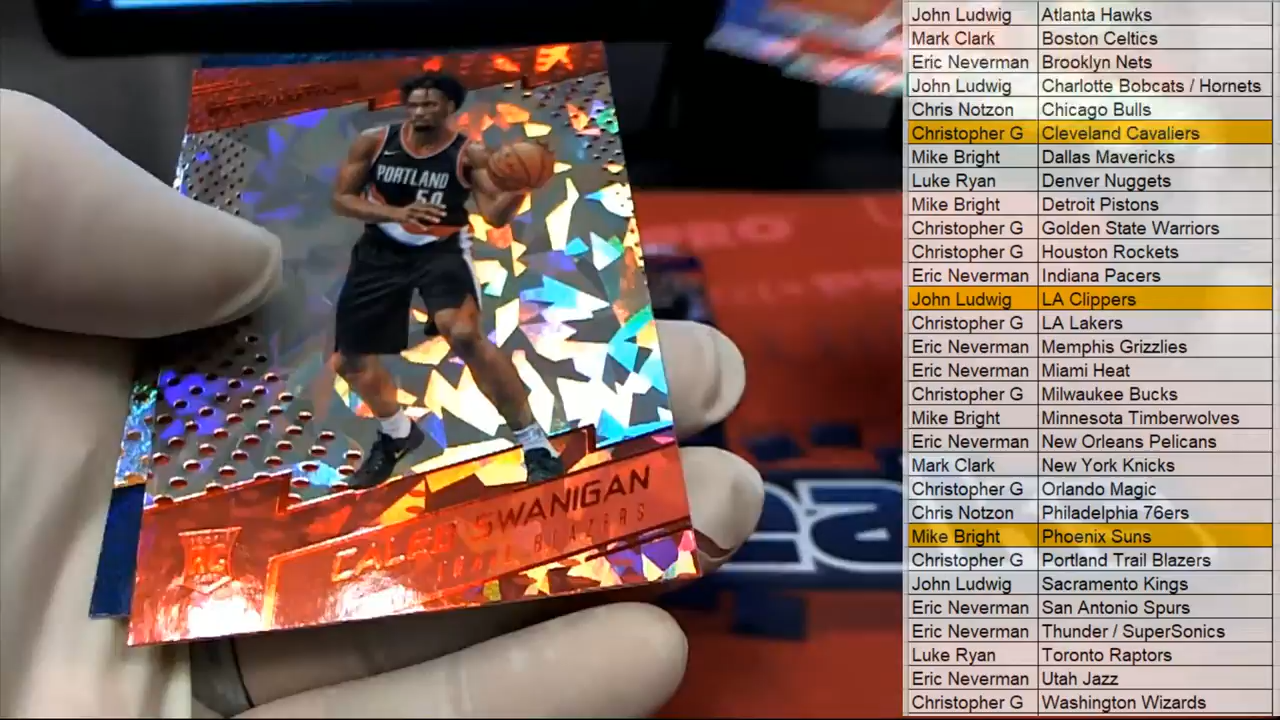 PORTLAND
50
CALEB SWANIGAN
BLAZERS
RC
PRO
John Ludwig Atlanta Hawks
Mark Clark Boston Celtics
Eric Neverman Brooklyn Nets
John Ludwig Charlotte Bobcats / Hornets
Chris Notzon Chicago Bulls
Christopher G Cleveland Cavaliers
Mike Bright Dallas Mavericks
Luke Ryan Denver Nuggets
Mike Bright Detroit Pistons
Christopher G Golden State Warriors
Christopher G Houston Rockets
Eric Neverman Indiana Pacers
John Ludwig LA Clippers
Christopher G LA Lakers
Eric Neverman Memphis Grizzlies
Eric Neverman Miami Heat
Christopher G Milwaukee Bucks
Mike Bright Minnesota Timberwolves
Eric Neverman New Orleans Pelicans
Mark Clark New York Knicks
Christopher G Orlando Magic
Chris Notzon Philadelphia 76ers
Mike Bright Phoenix Suns
Christopher G Portland Trail Blazers
John Ludwig Sacramento Kings
Eric Neverman San Antonio Spurs
Eric Neverman Thunder / SuperSonics
Luke Ryan Toronto Raptors
Eric Neverman Utah Jazz
Christopher G Washington Wizards